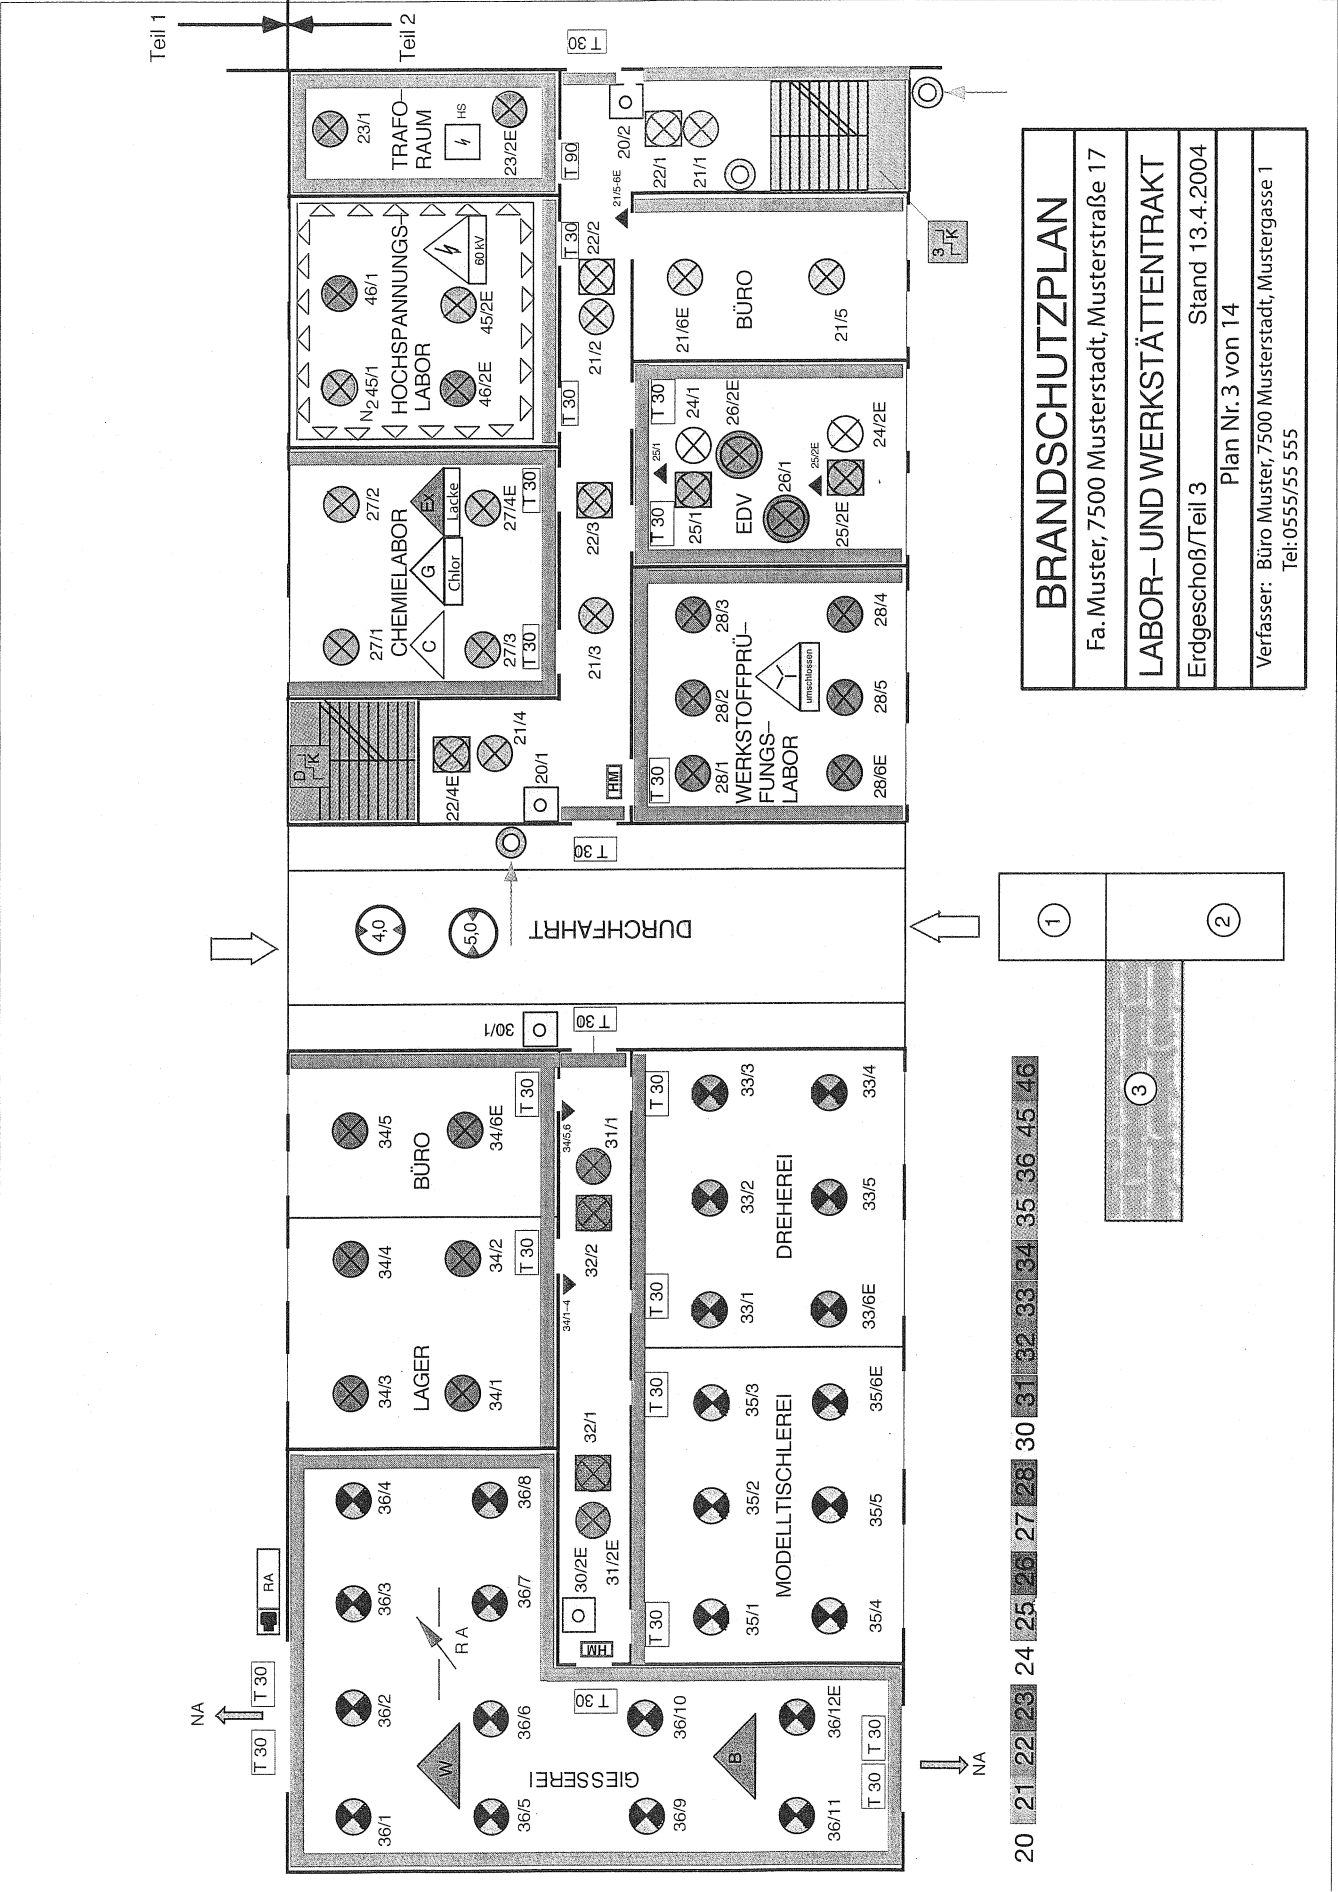 Teil 1
Teil 2
T 30
23/1
TRAFO–
RAUM
HS
23/2E
T 90
20/2
22/1
21/1
21/5-6E
46/1
N2 45/1
HOCHSPANNUNGS–
LABOR
60 kV
45/2E
46/2E
T 30
22/2
21/2
T 30
21/6E
BÜRO
21/5
3
K
27/2
27/1
CHEMIELABOR
Ex
Lacke
G
Chlor
C
27/4E
T 30
27/3
T 30
22/3
21/3
T 30
24/1
26/2E
25/1
T 30
25/1
EDV
26/1
25/2E
24/2E
25/2E
D
K
22/4E
21/4
20/1
HM
T 30
28/3
28/2
28/1
WERKSTOFFPRÜ–
FUNGS–
LABOR
umschlossen
28/4
28/5
28/6E
T 30
4,0
5,0
DURCHFAHRT
30/1
T 30
34/5
BÜRO
34/6E
T 30
34/5,6
31/1
32/2
34/1–4
34/4
34/3
LAGER
34/2
34/1
T 30
T 30
33/3
33/2
33/1
T 30
DREHEREI
33/4
33/5
33/6E
T 30
35/3
35/2
35/1
T 30
MODELLTISCHLEREI
35/6E
35/5
35/4
32/1
31/2E
30/2E
HM
T 30
RA
36/4
36/3
36/2
36/1
36/8
36/7
36/6
36/5
R A
W
GIESSEREI
36/10
36/9
B
36/12E
36/11
T 30
T 30
NA
T 30
T 30
NA
BRANDSCHUTZPLAN
Fa. Muster, 7500 Musterstadt, Musterstraße 17
LABOR– UND WERKSTÄTTENTRAKT
Erdgeschoß/Teil 3 Stand 13.4.2004
Plan Nr. 3 von 14
Verfasser: Büro Muster, 7500 Musterstadt, Mustergasse 1
Tel: 0555/55 555
1
2
3
20 21 22 23 24 25 26 27 28 30 31 32 33 34 35 36 45 46